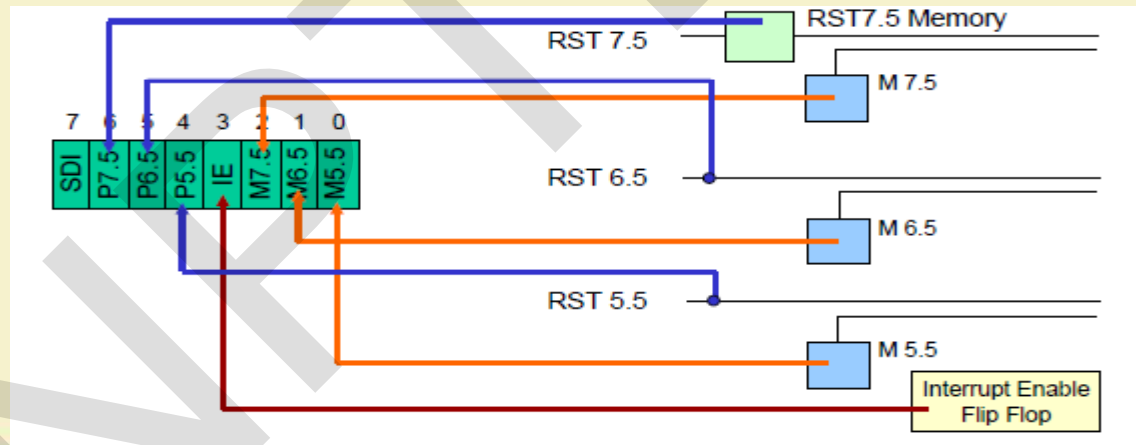 RST7.5 Memory
RST 7.5
M 7.5
7 6 5 4 3 2 1 0
SDI P7.5 P6.5 P5.5 IE M7.5 M6.5 M5.5
RST 6.5
M 6.5
RST 5.5
M 5.5
Interrupt Enable
Flip Flop